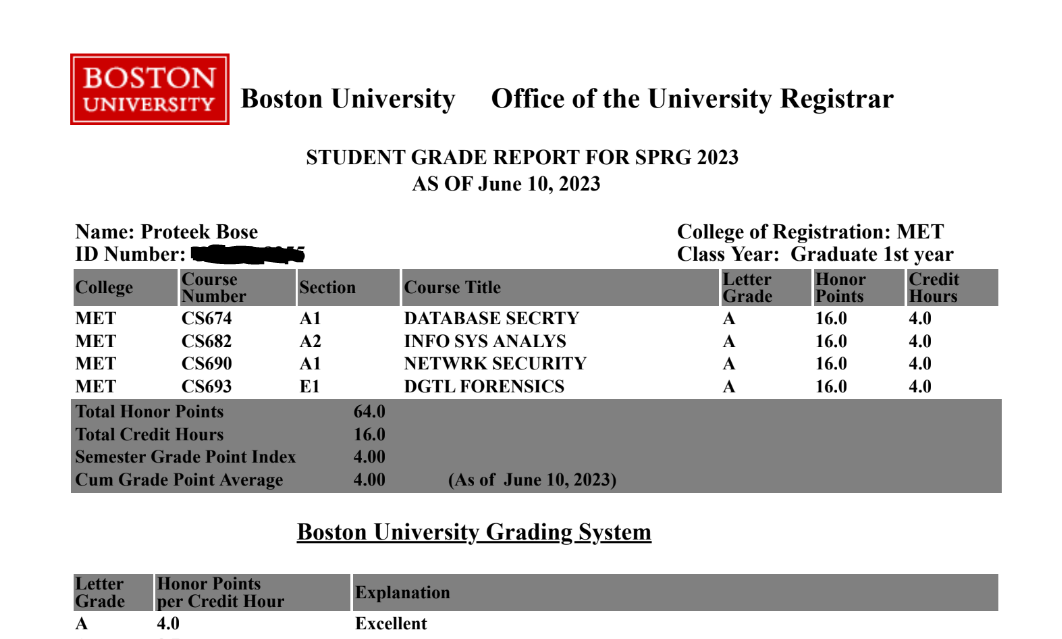 BOSTON
UNIVERSITY
Boston University Office of the University Registrar
STUDENT GRADE REPORT FOR SPRG 2023
AS OF June 10, 2023
Name: Proteek Bose College of Registration: MET
ID Number: Class Year: Graduate 1st year
College Course Number Section Course Title Letter Grade Honor Points Credit Hours
MET CS674 A1 DATABASE SECRTY A 16.0 4.0
MET CS682 A2 INFO SYS ANALYS A 16.0 4.0
MET CS690 A1 NETWRK SECURITY A 16.0 4.0
MET CS693 E1 DGTL FORENSICS A 16.0 4.0
Total Honor Points 64.0
Total Credit Hours 16.0
Semester Grade Point Index 4.00
Cum Grade Point Average 4.00 (As of June 10, 2023)
Boston University Grading System
Letter Grade Honor Points per Credit Hour Explanation
A 4.0 Excellent